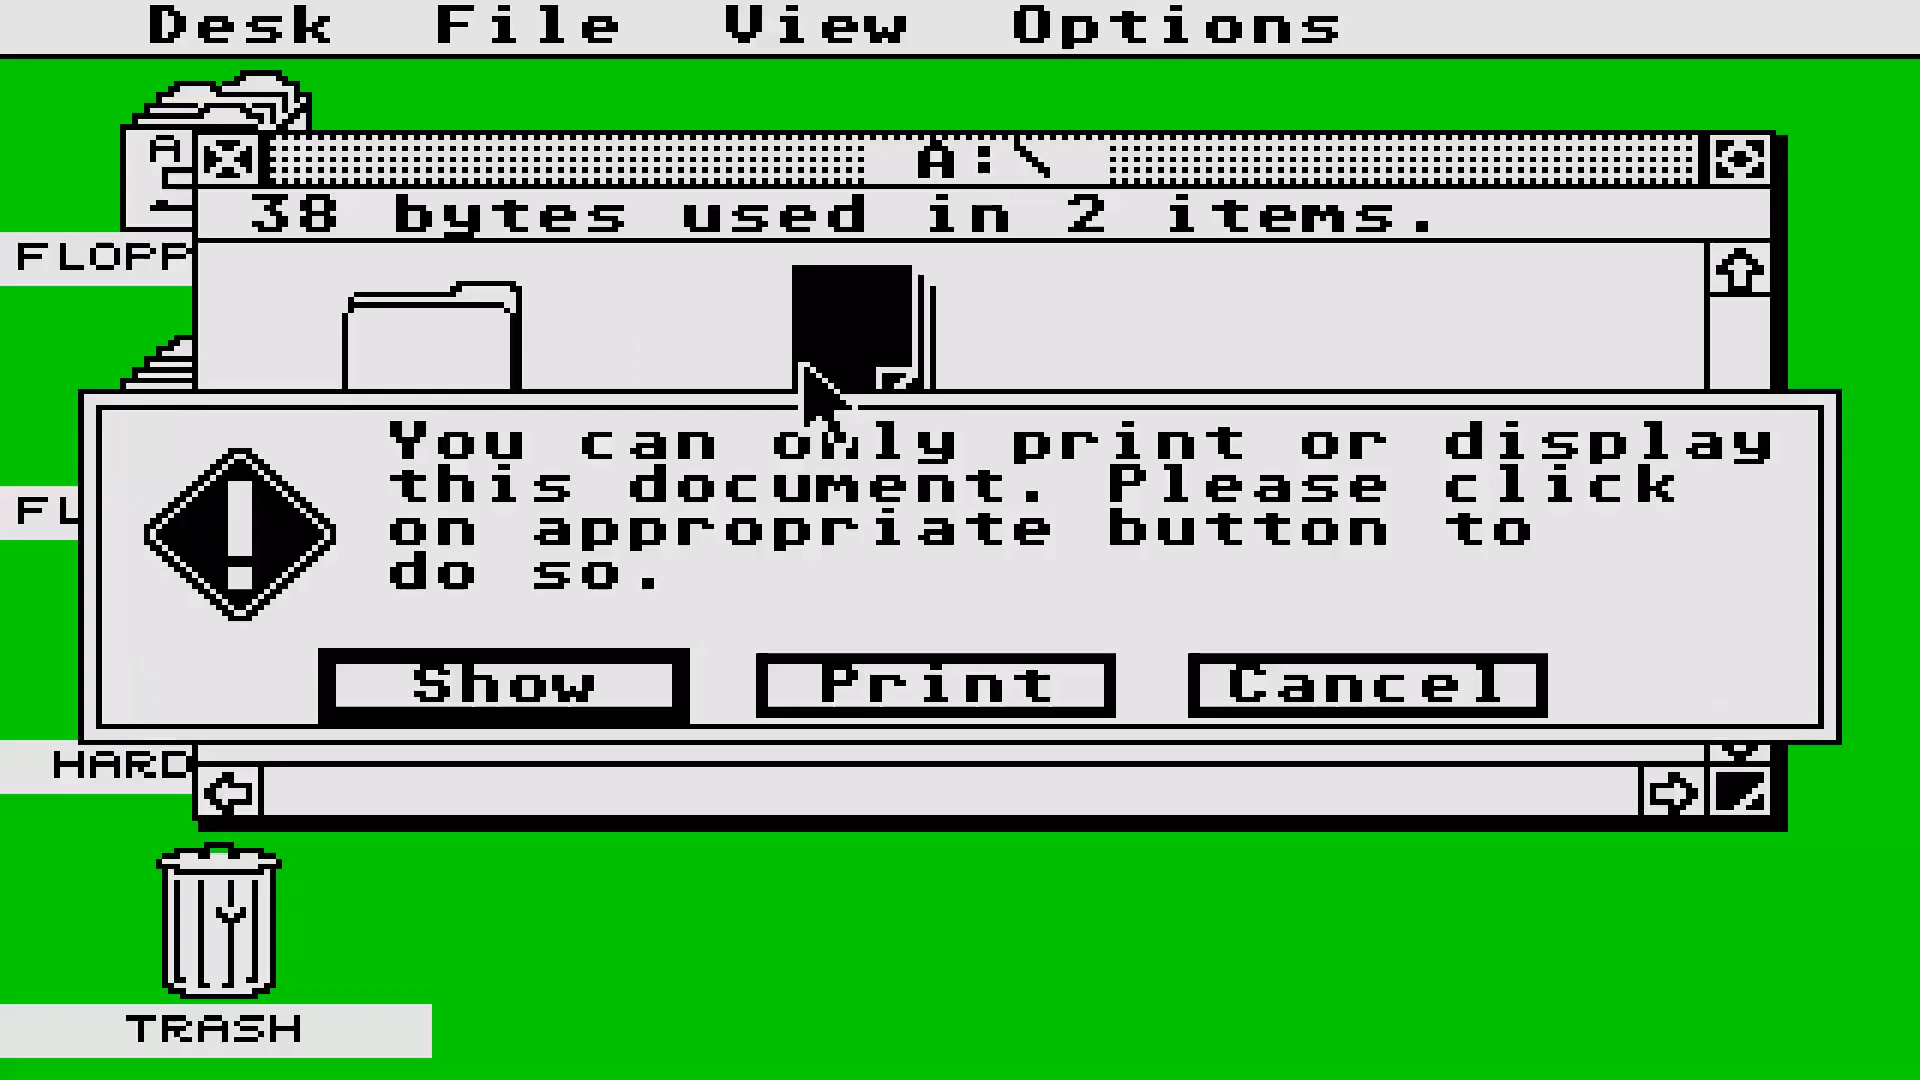 Desk File View Options
A:\
38 bytes used in 2 items.
A
FLOPP
You can only print or display
this document. Please click
on appropriate button to
do so.
FL
Show Print Cancel
HARD
TRASH